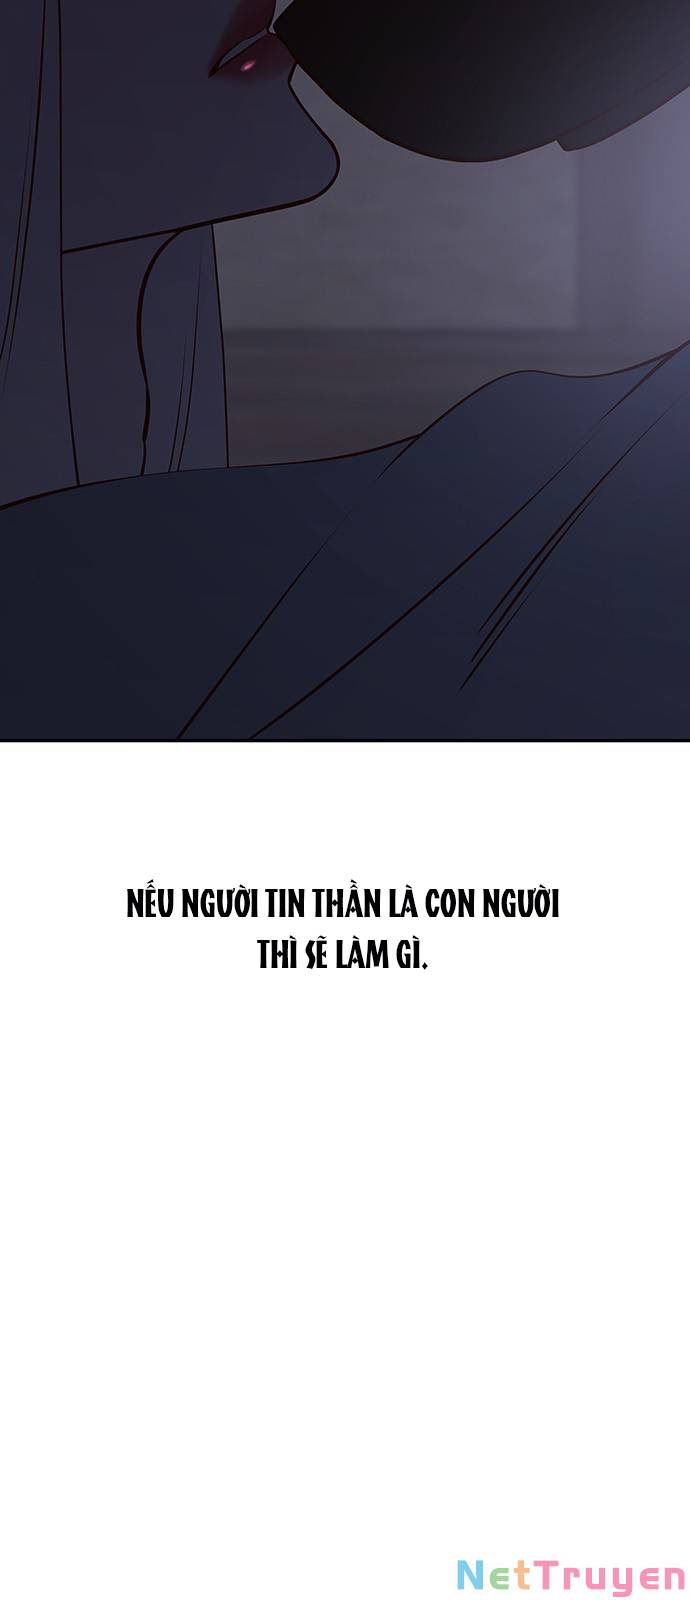 NẾU NGƯỜI TIN THẦN LÀ CON NGƯỜI
THÌ SẼ LÀM GÌ.
NetTruyen